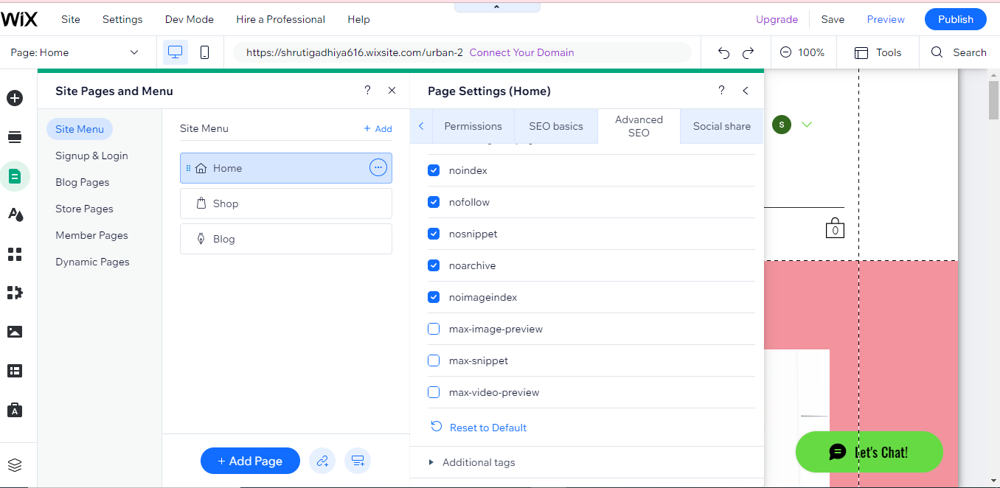 WiX Site Settings Dev Mode Hire a Professional Help Upgrade Save Preview Publish
Page: Home https://shrutigadhiya616.wixsite.com/urban-2 Connect Your Domain 100% Tools Search
Site Pages and Menu ? Page Settings (Home) ?
Site Menu
Signup & Login
Blog Pages
Store Pages
Member Pages
Dynamic Pages
Site Menu + Add
Home
Shop
Blog
+ Add Page
Permissions SEO basics Advanced SEO Social share
noindex
nofollow
nosnippet
noarchive
noimageindex
max-image-preview
max-snippet
max-video-preview
Reset to Default
Additional tags
S
0
Let's Chat!
A